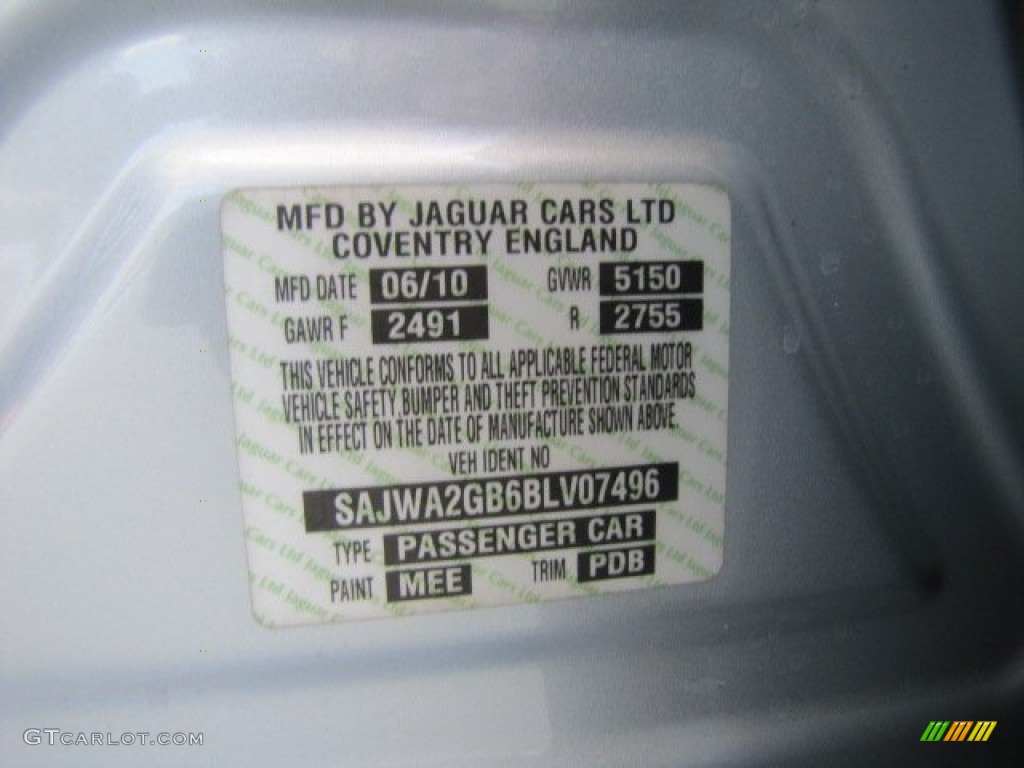 MFD BY JAGUAR CARS LTD
COVENTRY ENGLAND
MFD DATE 06/10 GVWR 5150
GAWR F 2491 R 2755
THIS VEHICLE CONFORMS TO ALL APPLICABLE FEDERAL MOTOR
VEHICLE SAFETY, BUMPER AND THEFT PREVENTION STANDARDS
IN EFFECT ON THE DATE OF MANUFACTURE SHOWN ABOVE.
VEH IDENT NO
SAJWA2GB6BLV07496
TYPE PASSENGER CAR
PAINT MEE TRIM PDB
GTCARLOT.COM